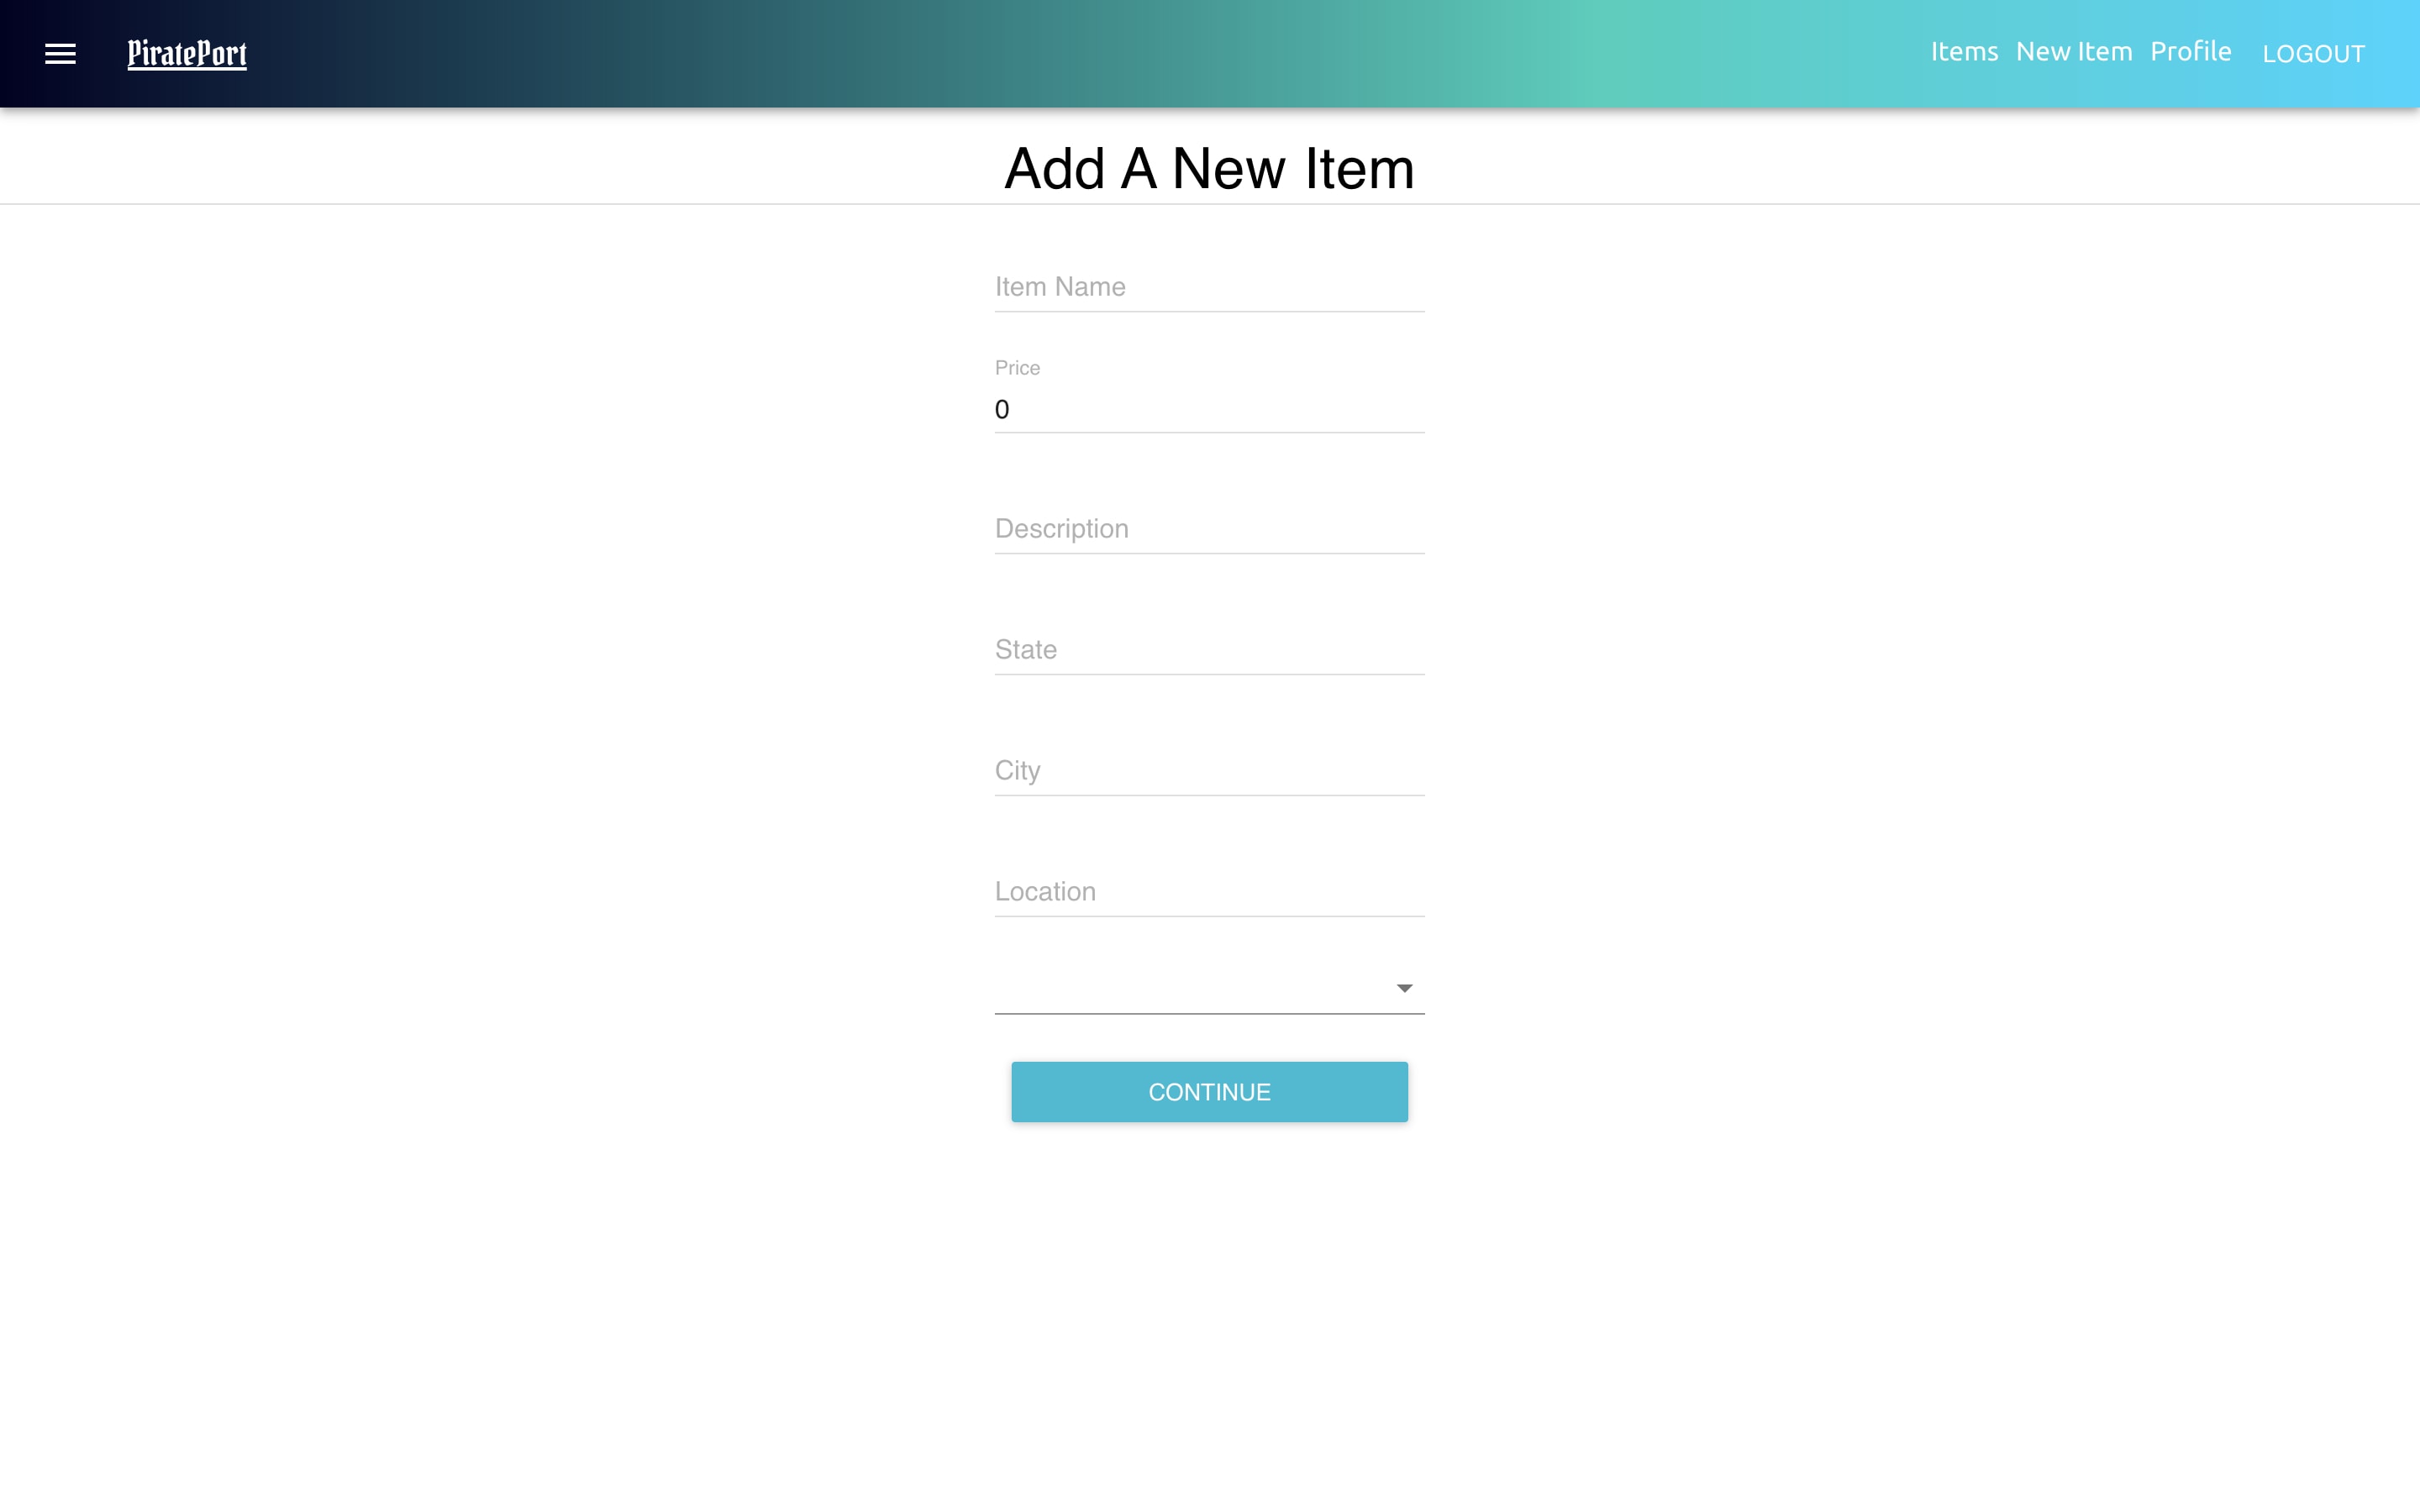 PiratePort
Items New Item Profile LOGOUT
Add A New Item
Item Name
Price
0
Description
State
City
Location
CONTINUE